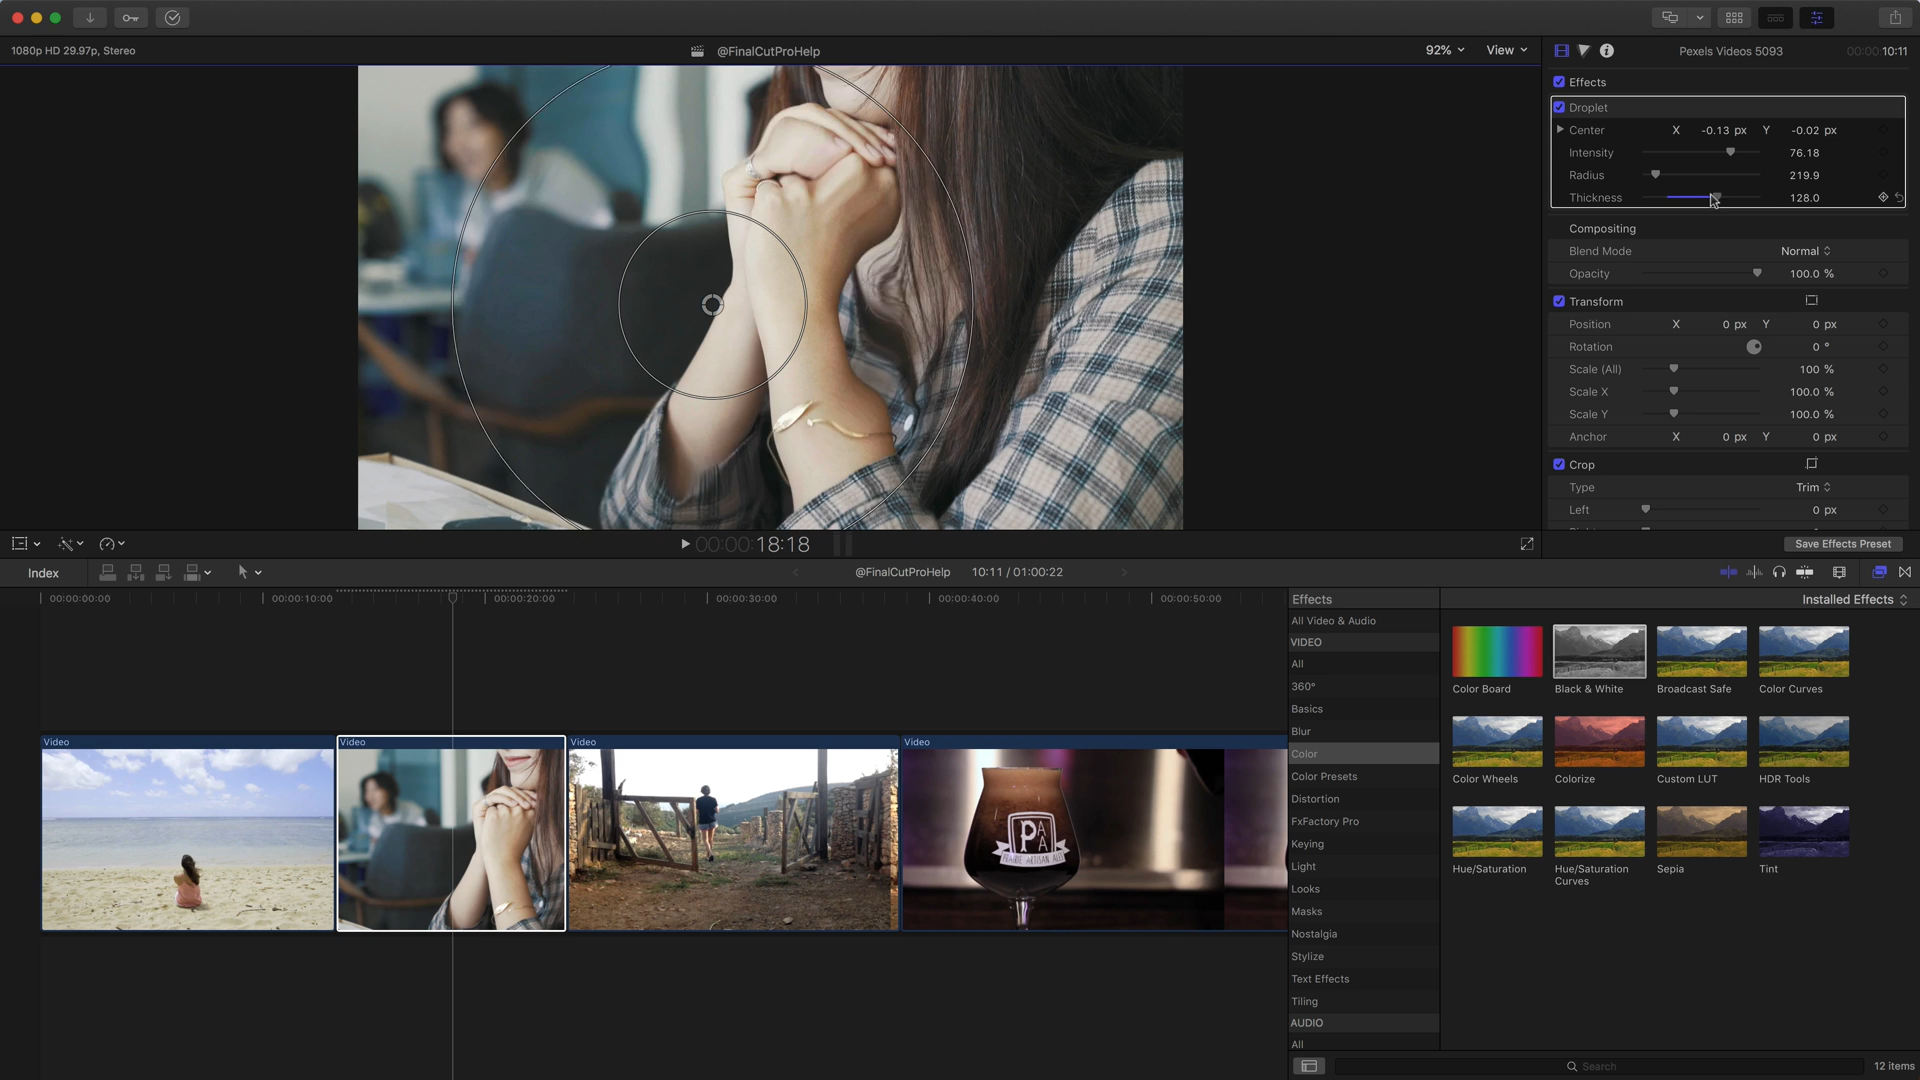 1080p HD 29.97p, Stereo
@FinalCutProHelp
92%
View
Pexels Videos 5093
00:00:10:11
Effects
Droplet
Center X -0.13 px Y -0.02 px
Intensity 76.18
Radius 219.9
Thickness 128.0
Compositing
Blend Mode Normal
Opacity 100.0 %
Transform
Position X 0 px Y 0 px
Rotation 0 °
Scale (All) 100 %
Scale X 100.0 %
Scale Y 100.0 %
Anchor X 0 px Y 0 px
Crop
Type Trim
Left 0 px
00:00:18:18
Save Effects Preset
Index
@FinalCutProHelp 10:11 / 01:00:22
00:00:00:00 00:00:10:00 00:00:20:00 00:00:30:00 00:00:40:00 00:00:50:00
Video Video Video Video
PAA
PRAIRIE ARTISAN ALES
Effects
Installed Effects
All Video & Audio
VIDEO
All
360°
Basics
Blur
Color
Color Presets
Distortion
FxFactory Pro
Keying
Light
Looks
Masks
Nostalgia
Stylize
Text Effects
Tiling
AUDIO
All
Color Board Black & White Broadcast Safe Color Curves
Color Wheels Colorize Custom LUT HDR Tools
Hue/Saturation Hue/Saturation Curves Sepia Tint
Search
12 items